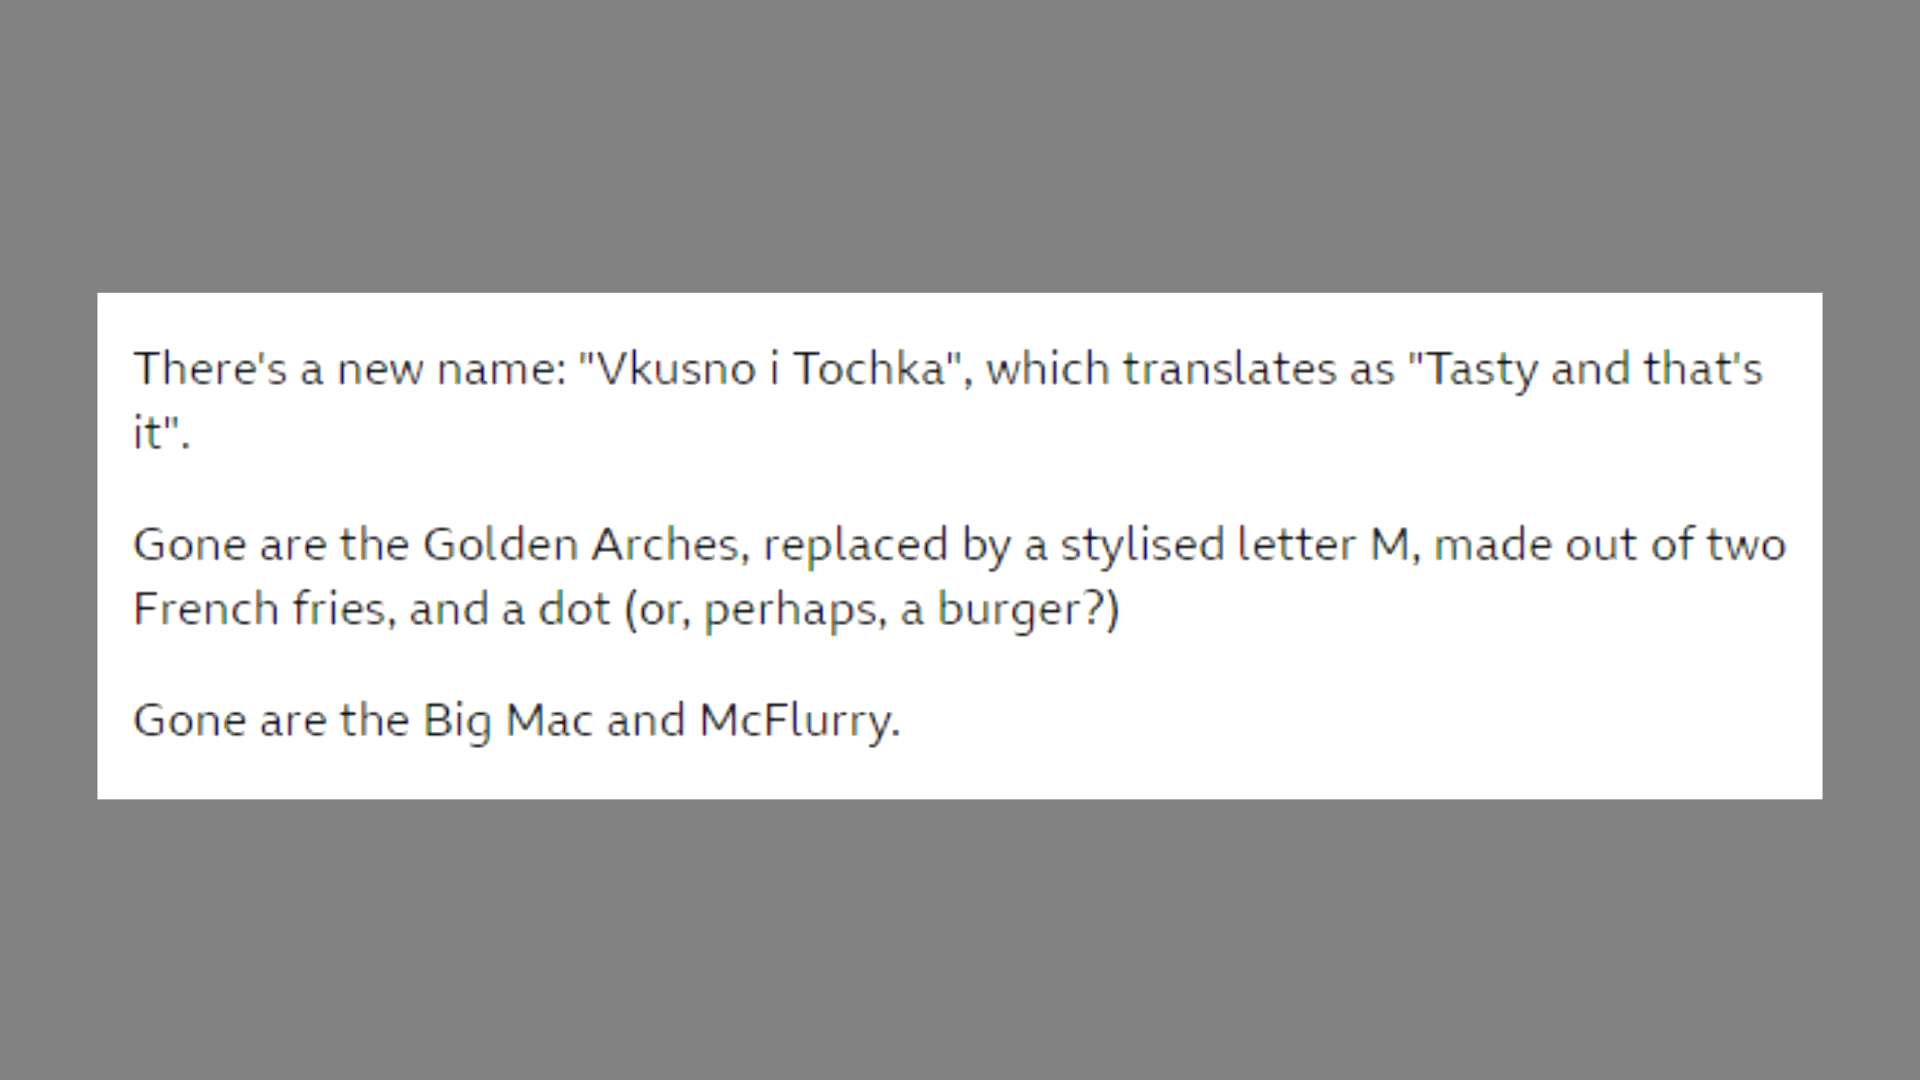 There's a new name: "Vkusno i Tochka", which translates as "Tasty and that's
it".
Gone are the Golden Arches, replaced by a stylised letter M, made out of two
French fries, and a dot (or, perhaps, a burger?)
Gone are the Big Mac and McFlurry.